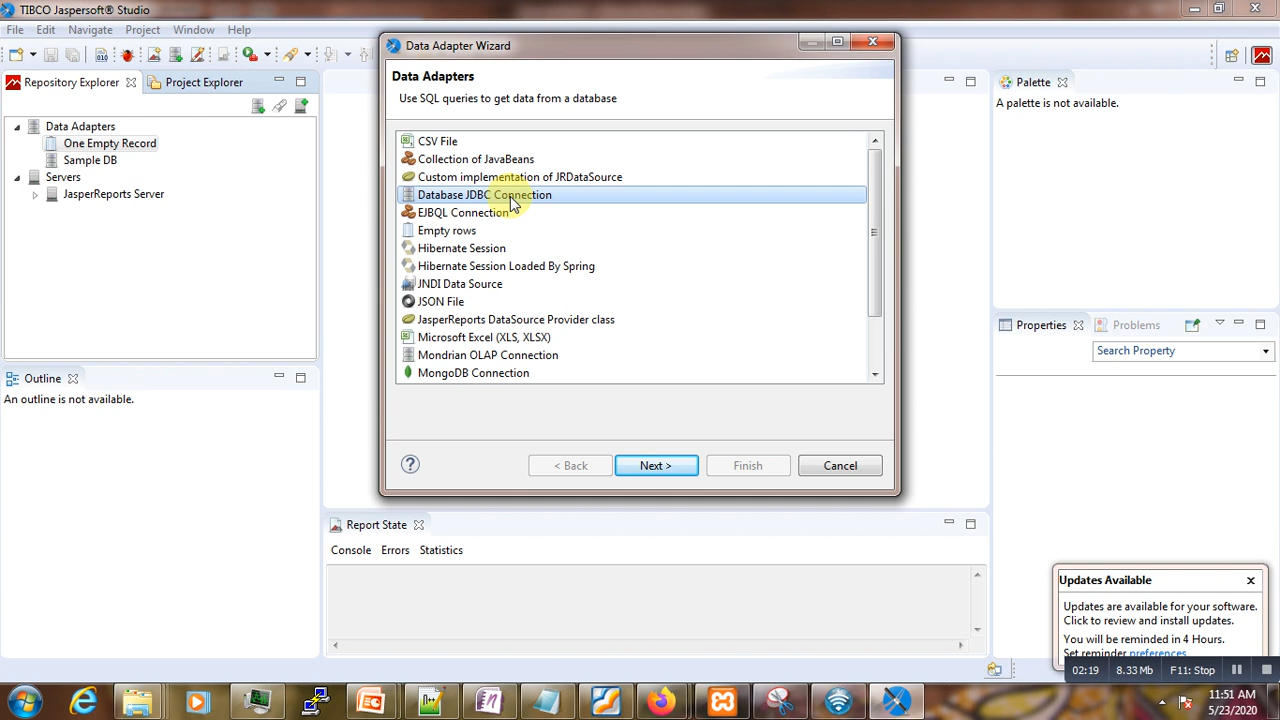 TIBCO Jaspersoft® Studio
File Edit Navigate Project Window Help
Repository Explorer
Project Explorer
Data Adapters
One Empty Record
Sample DB
Servers
JasperReports Server
Outline
An outline is not available.
Data Adapter Wizard
Data Adapters
Use SQL queries to get data from a database
CSV File
Collection of JavaBeans
Custom implementation of JRDataSource
Database JDBC Connection
EJBQL Connection
Empty rows
Hibernate Session
Hibernate Session Loaded By Spring
JNDI Data Source
JSON File
JasperReports DataSource Provider class
Microsoft Excel (XLS, XLSX)
Mondrian OLAP Connection
MongoDB Connection
< Back
Next >
Finish
Cancel
Report State
Console Errors Statistics
Palette
A palette is not available.
Properties
Problems
Search Property
Updates Available
Updates are available for your software.
Click to review and install updates.
You will be reminded in 4 Hours.
Set reminder preferences.
02:19 8.33 MB F11: Stop
11:51 AM
5/23/2020